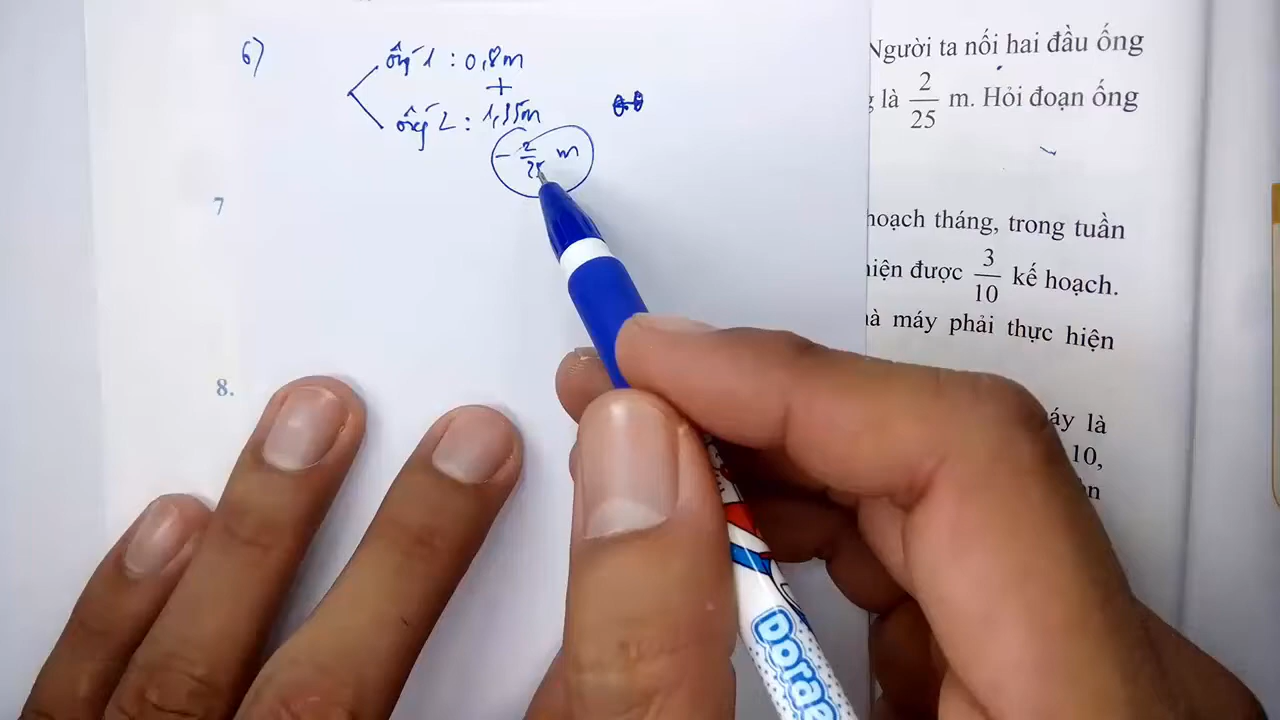 6)
ống 1 : 0,8m
+
ống 2 : 1,35m
- 2/25 m
7
8.
Người ta nối hai đầu ống
là 2/25 m. Hỏi đoạn ống
hoạch tháng, trong tuần
hiện được 3/10 kế hoạch.
máy phải thực hiện
là
10,
Dorae